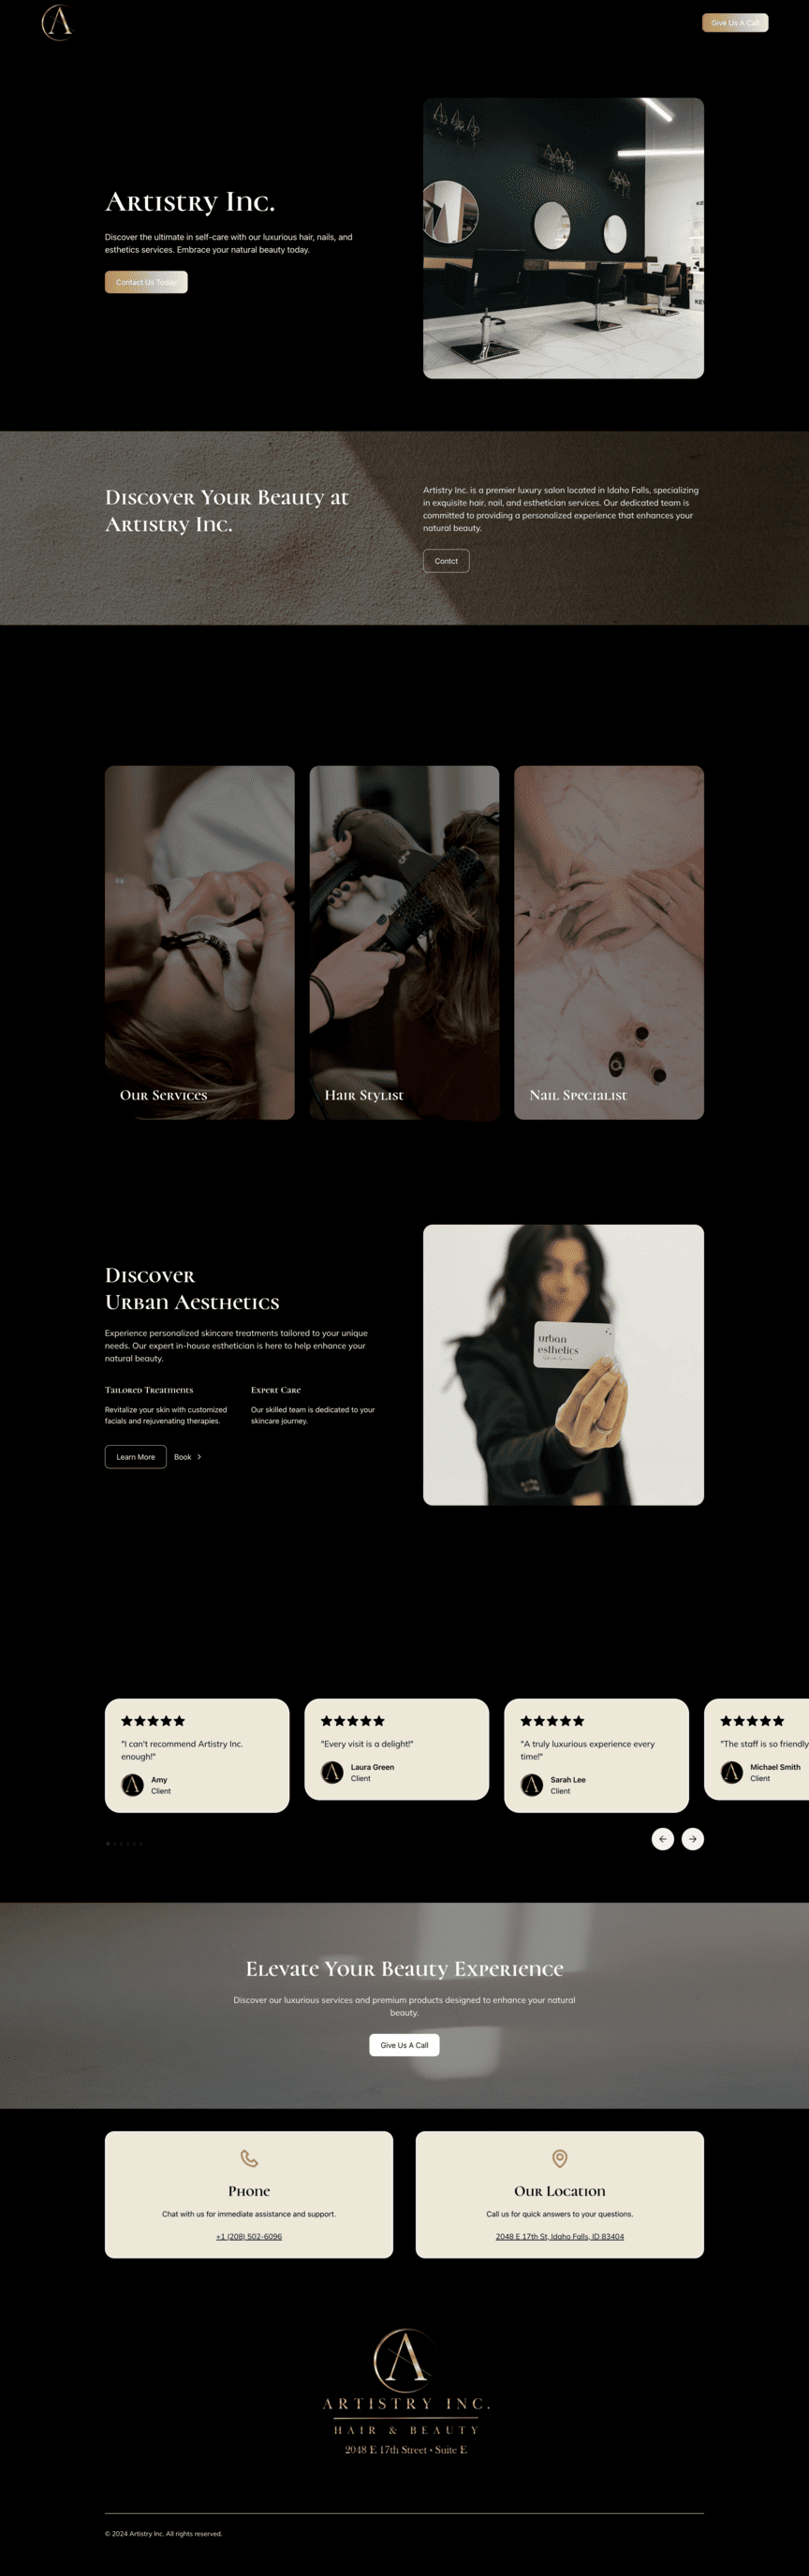 A
Give Us A Call
Artistry Inc.
Discover the ultimate in self-care with our luxurious hair, nails, and
esthetics services. Embrace your natural beauty today.
Contact Us Today
Discover Your Beauty at
Artistry Inc.
Artistry Inc. is a premier luxury salon located in Idaho Falls, specializing
in exquisite hair, nail, and esthetician services. Our dedicated team is
committed to providing a personalized experience that enhances your
natural beauty.
Contct
Our Services
Hair Stylist
Nail Specialist
Discover
Urban Aesthetics
Experience personalized skincare treatments tailored to your unique
needs. Our expert in-house esthetician is here to help enhance your
natural beauty.
Tailored Treatments
Revitalize your skin with customized
facials and rejuvenating therapies.
Expert Care
Our skilled team is dedicated to your
skincare journey.
Learn More
Book
urban
esthetics
"I can't recommend Artistry Inc.
enough!"
Amy
Client
"Every visit is a delight!"
Laura Green
Client
"A truly luxurious experience every
time!"
Sarah Lee
Client
"The staff is so friendly
Michael Smith
Client
Elevate Your Beauty Experience
Discover our luxurious services and premium products designed to enhance your natural
beauty.
Give Us A Call
Phone
Chat with us for immediate assistance and support.
+1 (208) 502-6096
Our Location
Call us for quick answers to your questions.
2048 E 17th St, Idaho Falls, ID 83404
A
ARTISTRY INC.
HAIR & BEAUTY
2048 E 17th Street • Suite E
© 2024 Artistry Inc. All rights reserved.